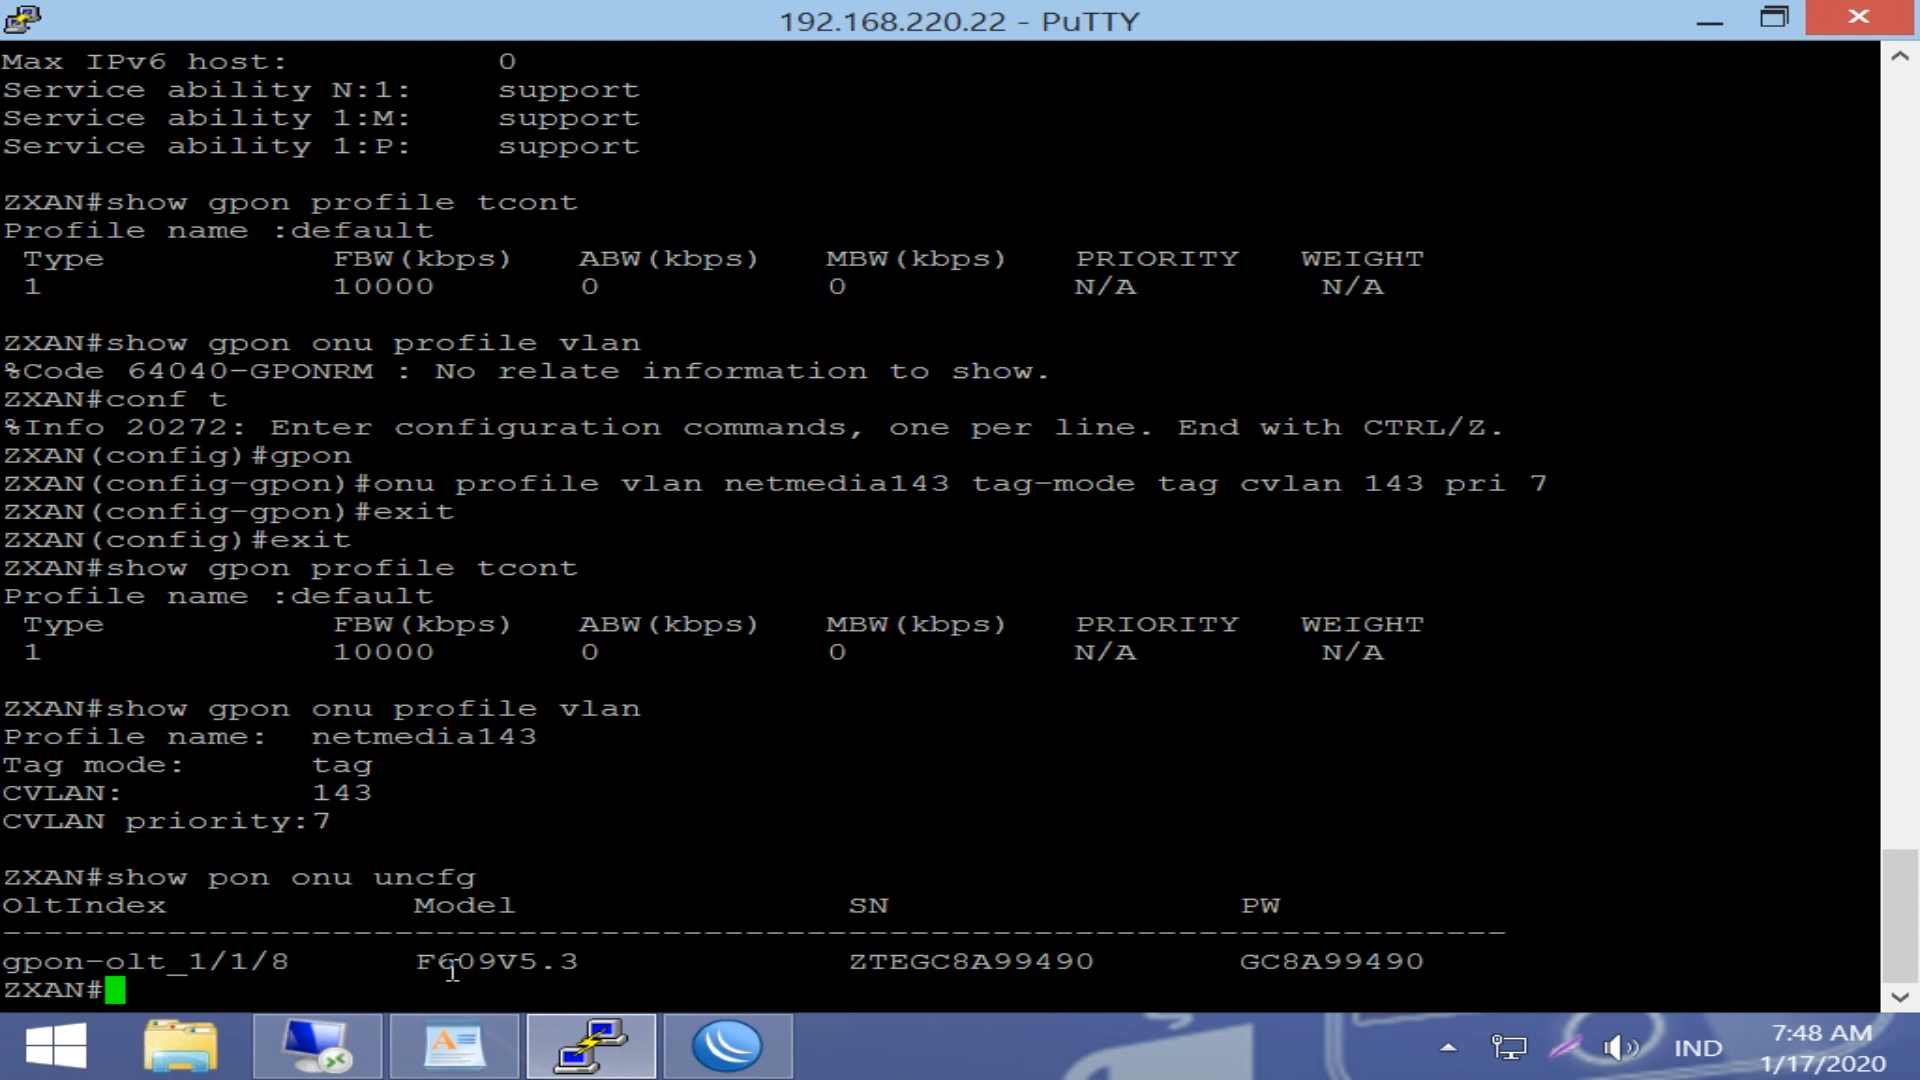 192.168.220.22 - PuTTY
Max IPv6 host: 0
Service ability N:1: support
Service ability 1:M: support
Service ability 1:P: support
ZXAN#show gpon profile tcont
Profile name :default
Type FBW(kbps) ABW(kbps) MBW(kbps) PRIORITY WEIGHT
1 10000 0 0 N/A N/A
ZXAN#show gpon onu profile vlan
%Code 64040-GPONRM : No relate information to show.
ZXAN#conf t
%Info 20272: Enter configuration commands, one per line. End with CTRL/Z.
ZXAN(config)#gpon
ZXAN(config-gpon)#onu profile vlan netmedia143 tag-mode tag cvlan 143 pri 7
ZXAN(config-gpon)#exit
ZXAN(config)#exit
ZXAN#show gpon profile tcont
Profile name :default
Type FBW(kbps) ABW(kbps) MBW(kbps) PRIORITY WEIGHT
1 10000 0 0 N/A N/A
ZXAN#show gpon onu profile vlan
Profile name: netmedia143
Tag mode: tag
CVLAN: 143
CVLAN priority:7
ZXAN#show pon onu uncfg
OltIndex Model SN PW
--------------------------------------------------------------------------
gpon-olt_1/1/8 F609V5.3 ZTEGC8A99490 GC8A99490
ZXAN#
IND
7:48 AM
1/17/2020